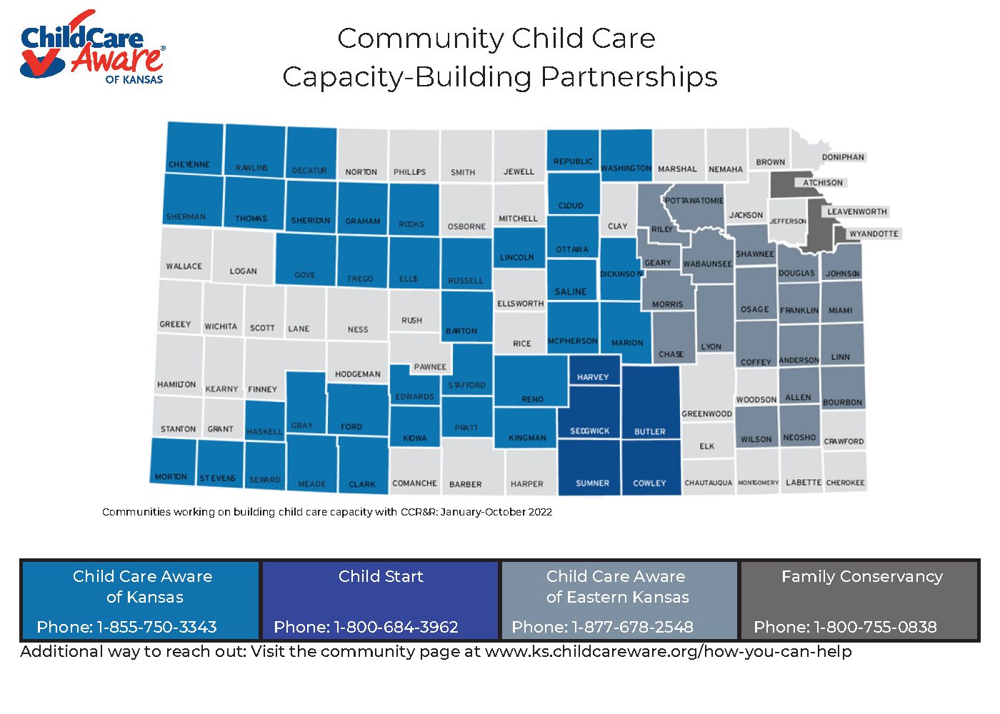 ChildCare
Aware®
OF KANSAS
Community Child Care
Capacity-Building Partnerships
CHEYENNE
RAWLINS
DECATUR
NORTON
PHILLIPS
SMITH
JEWELL
REPUBLIC
WASHINGTON
MARSHAL
NEMAHA
BROWN
DONIPHAN
ATCHISON
SHERMAN
THOMAS
SHERIDAN
GRAHAM
ROOKS
OSBORNE
MITCHELL
CLOUD
CLAY
RILEY
POTTAWATOMIE
JACKSON
JEFFERSON
LEAVENWORTH
WYANDOTTE
WALLACE
LOGAN
GOVE
TREGO
ELLS
RUSSELL
LINCOLN
OTTAWA
DICKINSON
GEARY
WABAUNSEE
SHAWNEE
DOUGLAS
JOHNSON
SALINE
ELLSWORTH
MORRIS
OSAGE
FRANKLIN
MIAMI
GREEEY
WICHITA
SCOTT
LANE
NESS
RUSH
BARTON
RICE
MCPHERSON
MARION
CHASE
LYON
COFFEY
ANDERSON
LINN
HAMILTON
KEARNY
FINNEY
HODGEMAN
PAWNEE
STAFFORD
EDWARDS
RENO
HARVEY
GREENWOOD
WOODSON
ALLEN
BOURBON
STANTON
GRANT
HASKELL
GRAY
FORD
KIOWA
PRATT
KINGMAN
SEDGWICK
BUTLER
ELK
WILSON
NEOSHO
CRAWFORD
MORTON
STEVENS
SEWARD
MEADE
CLARK
COMANCHE
BARBER
HARPER
SUMNER
COWLEY
CHAUTAUQUA
MONTGOMERY
LABETTE
CHEROKEE
Communities working on building child care capacity with CCR&R: January-October 2022
Child Care Aware
of Kansas
Phone: 1-855-750-3343
Child Start
Phone: 1-800-684-3962
Child Care Aware
of Eastern Kansas
Phone: 1-877-678-2548
Family Conservancy
Phone: 1-800-755-0838
Additional way to reach out: Visit the community page at www.ks.childcareware.org/how-you-can-help